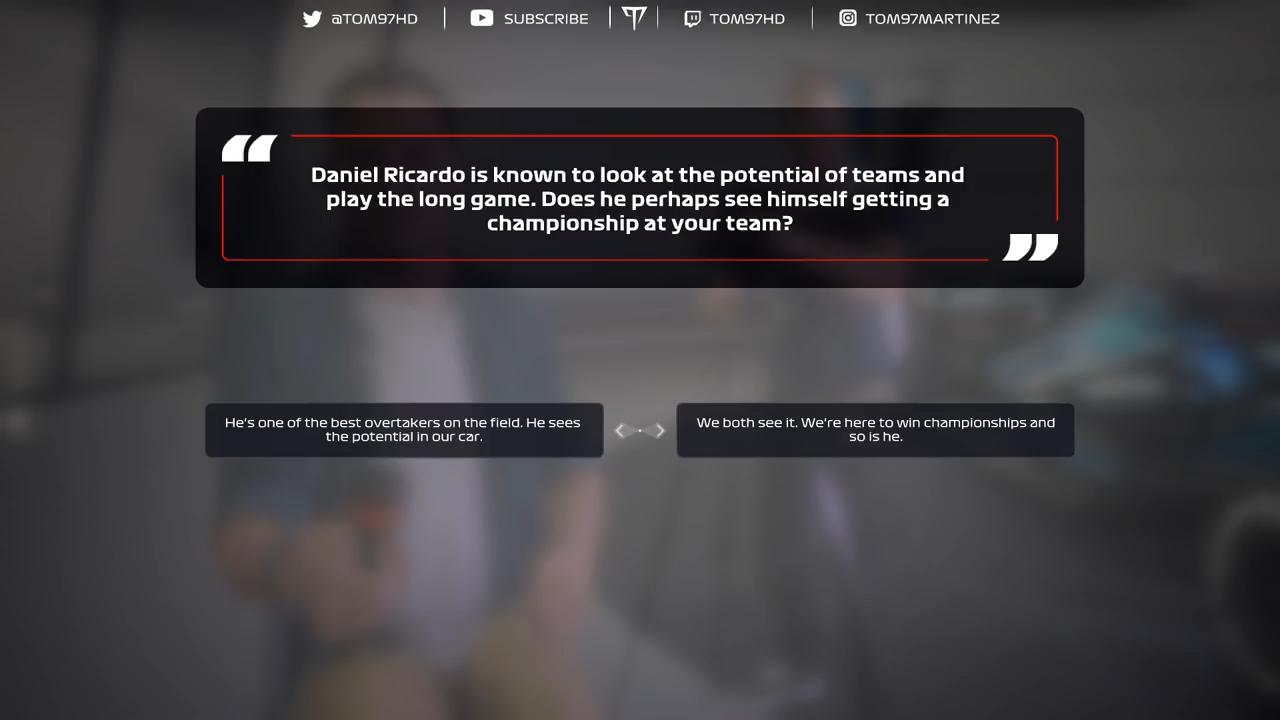 @TOM97HD SUBSCRIBE TOM97HD TOM97MARTINEZ
Daniel Ricardo is known to look at the potential of teams and
play the long game. Does he perhaps see himself getting a
championship at your team?
He's one of the best overtakers on the field. He sees
the potential in our car.
We both see it. We're here to win championships and
so is he.